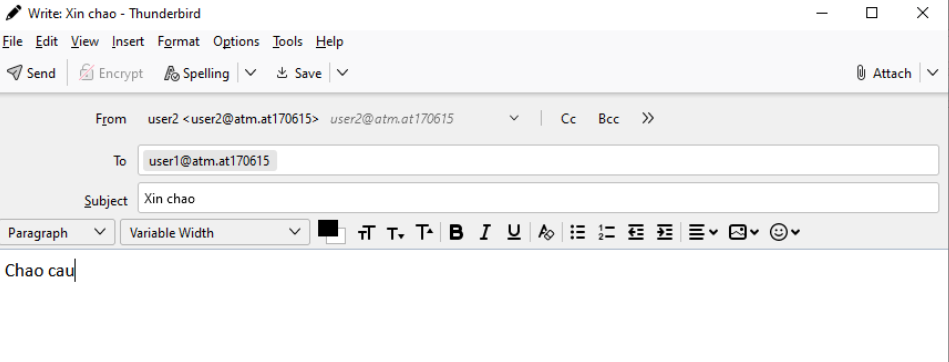 Write: Xin chao - Thunderbird
File Edit View Insert Format Options Tools Help
Send Encrypt Spelling Save Attach
From user2 <user2@atm.at170615> user2@atm.at170615 Cc Bcc
To user1@atm.at170615
Subject Xin chao
Paragraph Variable Width
Chao cau